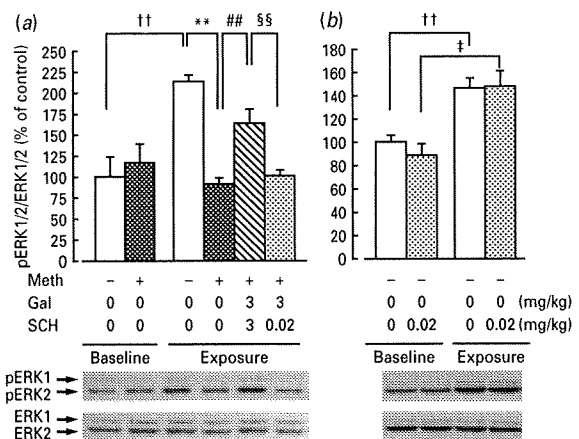 (a)
†† ** ## §§
pERK1/2/ERK1/2 (% of control)
250
225
200
175
150
125
100
75
50
25
0
Meth − + − + + +
Gal 0 0 0 0 3 3
SCH 0 0 0 0 3 0.02
Baseline Exposure
pERK1
pERK2
ERK1
ERK2
(b)
††
‡
180
160
140
120
100
80
60
40
20
0
− − − −
0 0 0 0 (mg/kg)
0 0.02 0 0.02 (mg/kg)
Baseline Exposure